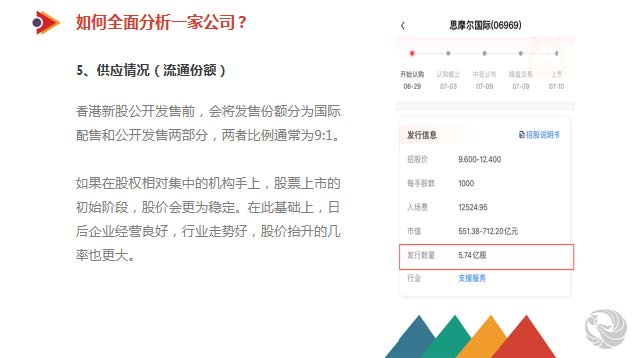 如何全面分析一家公司？
5、供应情况（流通份额）
香港新股公开发售前，会将发售份额分为国际
配售和公开发售两部分，两者比例通常为9:1。
如果在股权相对集中的机构手上，股票上市的
初始阶段，股价会更为稳定。在此基础上，日
后企业经营良好，行业走势好，股价抬升的几
率也更大。
思摩尔国际(06969)
开始认购 认购截止 中签公布 暗盘交易 上市
06-29 07-03 07-09 07-09 07-10
发行信息 招股说明书
招股价 9.600-12.400
每手股数 1000
入场费 12524.95
市值 551.38-712.20亿元
发行数量 5.74亿股
行业 支援服务